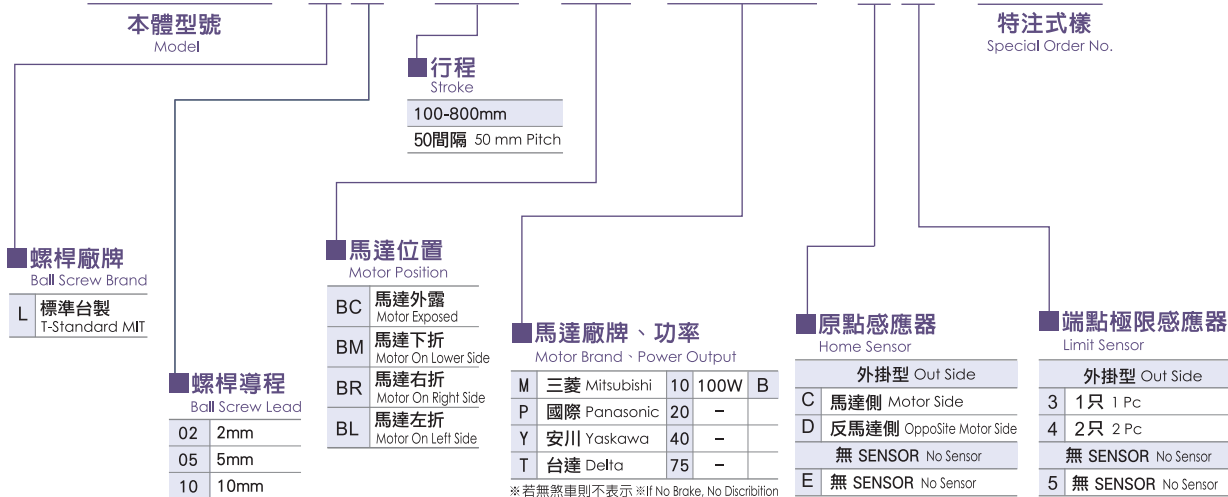 本體型號
Model
特注式樣
Special Order No.
■行程
Stroke
100-800mm
50間隔 50 mm Pitch
■螺桿廠牌
Ball Screw Brand
L 標準台製
T-Standard MIT
■螺桿導程
Ball Screw Lead
02 2mm
05 5mm
10 10mm
■馬達位置
Motor Position
BC 馬達外露
Motor Exposed
BM 馬達下折
Motor On Lower Side
BR 馬達右折
Motor On Right Side
BL 馬達左折
Motor On Left Side
■馬達廠牌、功率
Motor Brand、Power Output
M 三菱 Mitsubishi 10 100W B
P 國際 Panasonic 20 －
Y 安川 Yaskawa 40 －
T 台達 Delta 75 －
※若無煞車則不表示 ※If No Brake, No Discribition
■原點感應器
Home Sensor
外掛型 Out Side
C 馬達側 Motor Side
D 反馬達側 OppoSite Motor Side
無 SENSOR No Sensor
E 無 SENSOR No Sensor
■端點極限感應器
Limit Sensor
外掛型 Out Side
3 1只 1 Pc
4 2只 2 Pc
無 SENSOR No Sensor
5 無 SENSOR No Sensor